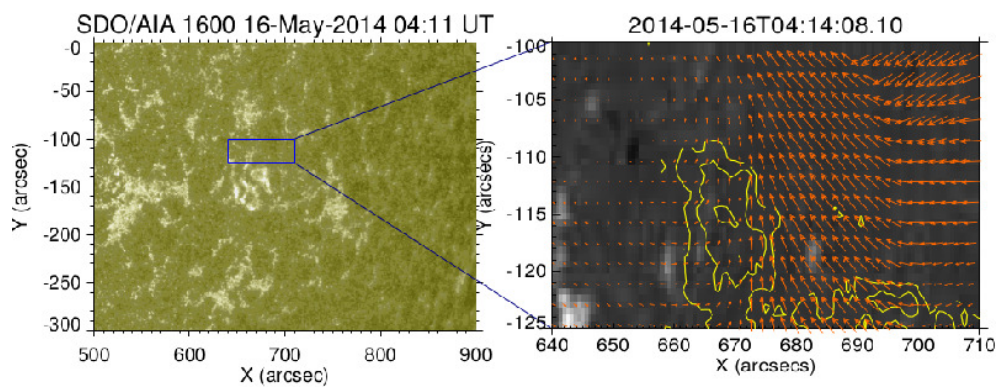 SDO/AIA 1600 16-May-2014 04:11 UT
-0
-50
-100
-150
-200
-250
-300
Y (arcsec)
500 600 700 800 900
X (arcsec)
2014-05-16T04:14:08.10
-100
-105
-110
-115
-120
-125
Y (arcsecs)
640 650 660 670 680 690 700 710
X (arcsecs)